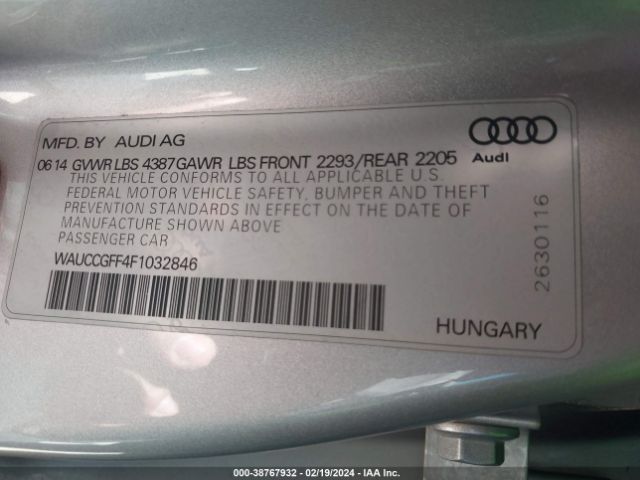 MFD. BY AUDI AG
06 14 GVWR LBS 4387 GAWR LBS FRONT 2293/REAR 2205
Audi
THIS VEHICLE CONFORMS TO ALL APPLICABLE U S.
FEDERAL MOTOR VEHICLE SAFETY, BUMPER AND THEFT
PREVENTION STANDARDS IN EFFECT ON THE DATE OF
MANUFACTURE SHOWN ABOVE
PASSENGER CAR
WAUCCGFF4F1032846
2630116
HUNGARY
000-38767932 - 02/19/2024 - IAA Inc.